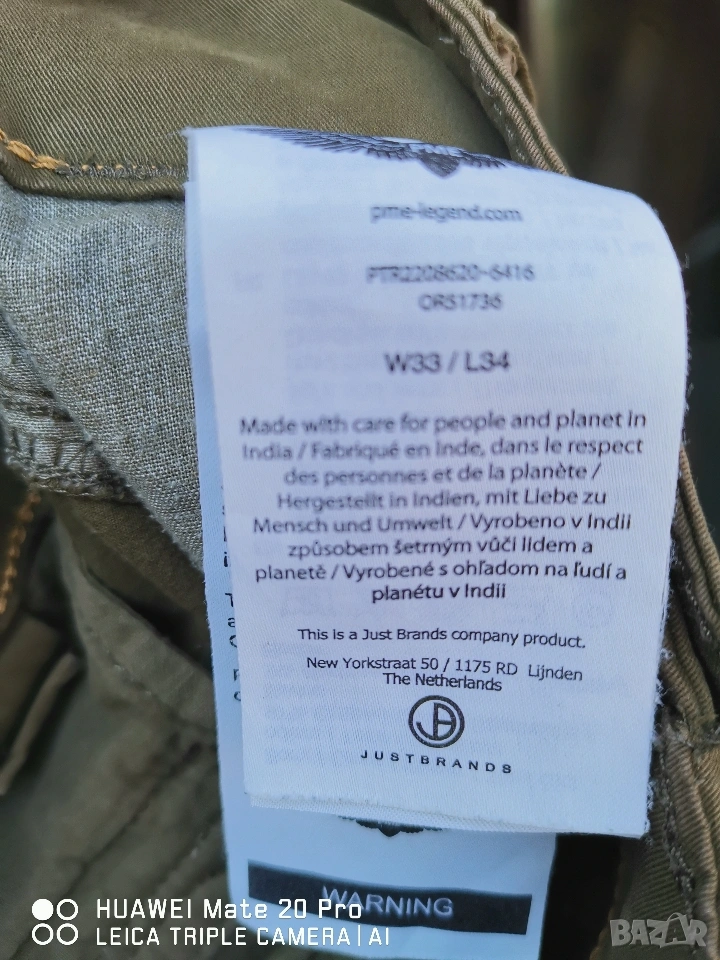 pme-legend.com
PTR2208620-6416
ORS1736
W33 / L34
Made with care for people and planet in
India / Fabriqué en Inde, dans le respect
des personnes et de la planète /
Hergestellt in Indien, mit Liebe zu
Mensch und Umwelt / Vyrobeno v Indii
způsobem šetrným vůči lidem a
planetě / Vyrobené s ohľadom na ľudí a
planétu v Indii
This is a Just Brands company product.
New Yorkstraat 50 / 1175 RD Lijnden
The Netherlands
JUSTBRANDS
WARNING
HUAWEI Mate 20 Pro
LEICA TRIPLE CAMERA | AI
BAZAR